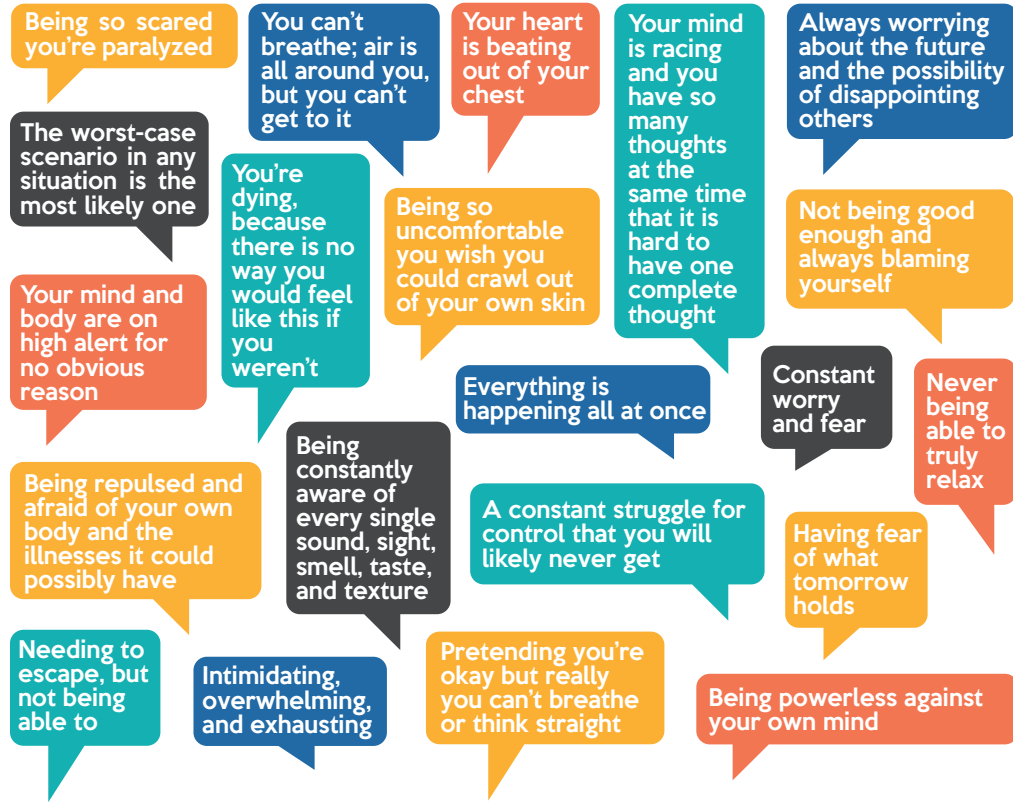 Being so scared
you're paralyzed
You can't
breathe; air is
all around you,
but you can't
get to it
Your heart
is beating
out of your
chest
Your mind
is racing
and you
have so
many
thoughts
at the
same time
that it is
hard to
have one
complete
thought
Always worrying
about the future
and the possibility
of disappointing
others
The worst-case
scenario in any
situation is the
most likely one
You're
dying,
because
there is no
way you
would feel
like this if
you
weren't
Being so
uncomfortable
you wish you
could crawl out
of your own skin
Not being good
enough and
always blaming
yourself
Your mind and
body are on
high alert for
no obvious
reason
Everything is
happening all at once
Constant
worry
and fear
Never
being
able to
truly
relax
Being
constantly
aware of
every single
sound, sight,
smell, taste,
and texture
Being repulsed and
afraid of your own
body and the
illnesses it could
possibly have
A constant struggle for
control that you will
likely never get
Having fear
of what
tomorrow
holds
Needing to
escape, but
not being
able to
Intimidating,
overwhelming,
and exhausting
Pretending you're
okay but really
you can't breathe
or think straight
Being powerless against
your own mind